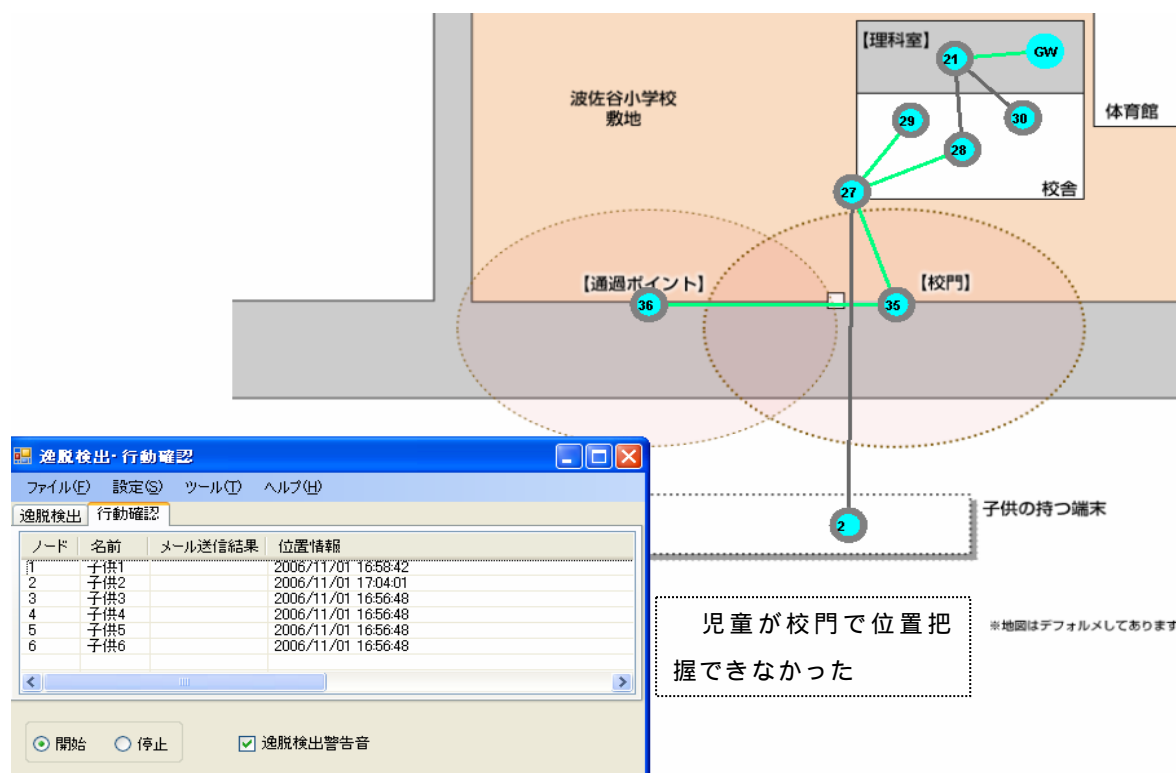 【理科室】
21
GW
波佐谷小学校
敷地
29
30
体育館
28
27
校舎
【通過ポイント】
【校門】
36
35
逸脱検出・行動確認
ファイル(F) 設定(S) ツール(T) ヘルプ(H)
逸脱検出 行動確認
ノード 名前 メール送信結果 位置情報
1 子供1 2006/11/01 16:58:42
2 子供2 2006/11/01 17:04:01
3 子供3 2006/11/01 16:56:48
4 子供4 2006/11/01 16:56:48
5 子供5 2006/11/01 16:56:48
6 子供6 2006/11/01 16:56:48
開始 停止 逸脱検出警告音
子供の持つ端末
2
児童が校門で位置把
握できなかった
※地図はデフォルメしてあります